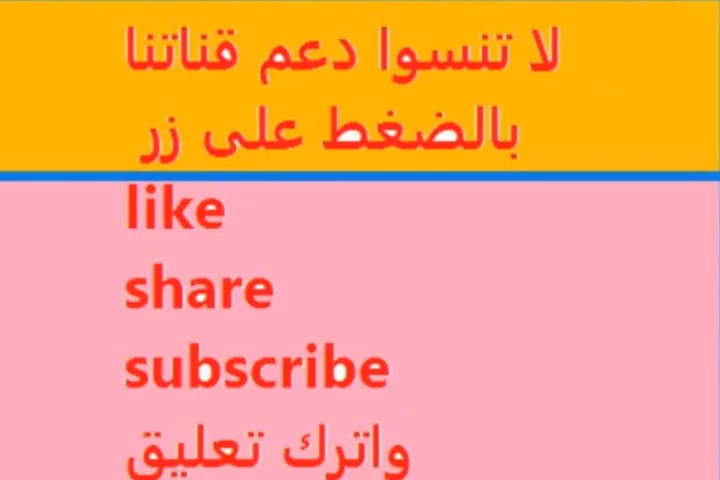 لا تنسوا دعم قناتنا
بالضغط على زر
like
share
subscribe
واترك تعليق